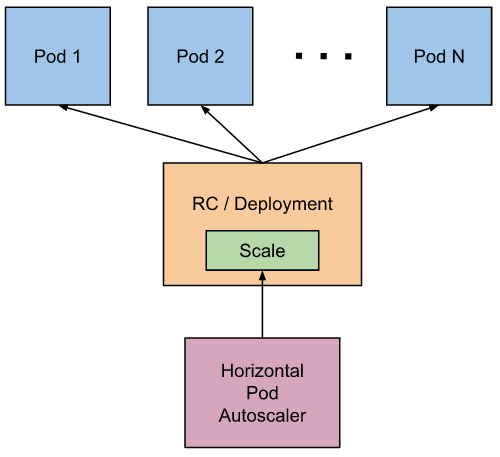 Pod 1
Pod 2
Pod N
RC / Deployment
Scale
Horizontal
Pod
Autoscaler